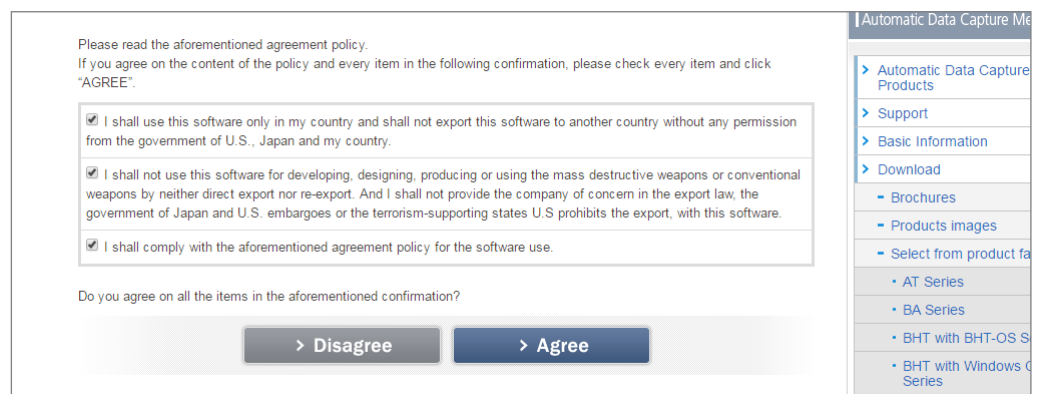 Please read the aforementioned agreement policy.
If you agree on the content of the policy and every item in the following confirmation, please check every item and click
“AGREE”.
I shall use this software only in my country and shall not export this software to another country without any permission
from the government of U.S., Japan and my country.
I shall not use this software for developing, designing, producing or using the mass destructive weapons or conventional
weapons by neither direct export nor re-export. And I shall not provide the company of concern in the export law, the
government of Japan and U.S. embargoes or the terrorism-supporting states U.S prohibits the export, with this software.
I shall comply with the aforementioned agreement policy for the software use.
Do you agree on all the items in the aforementioned confirmation?
> Disagree
> Agree
Automatic Data Capture Me
> Automatic Data Capture
Products
> Support
> Basic Information
> Download
- Brochures
- Products images
- Select from product fa
• AT Series
• BA Series
• BHT with BHT-OS S
• BHT with Windows
Series